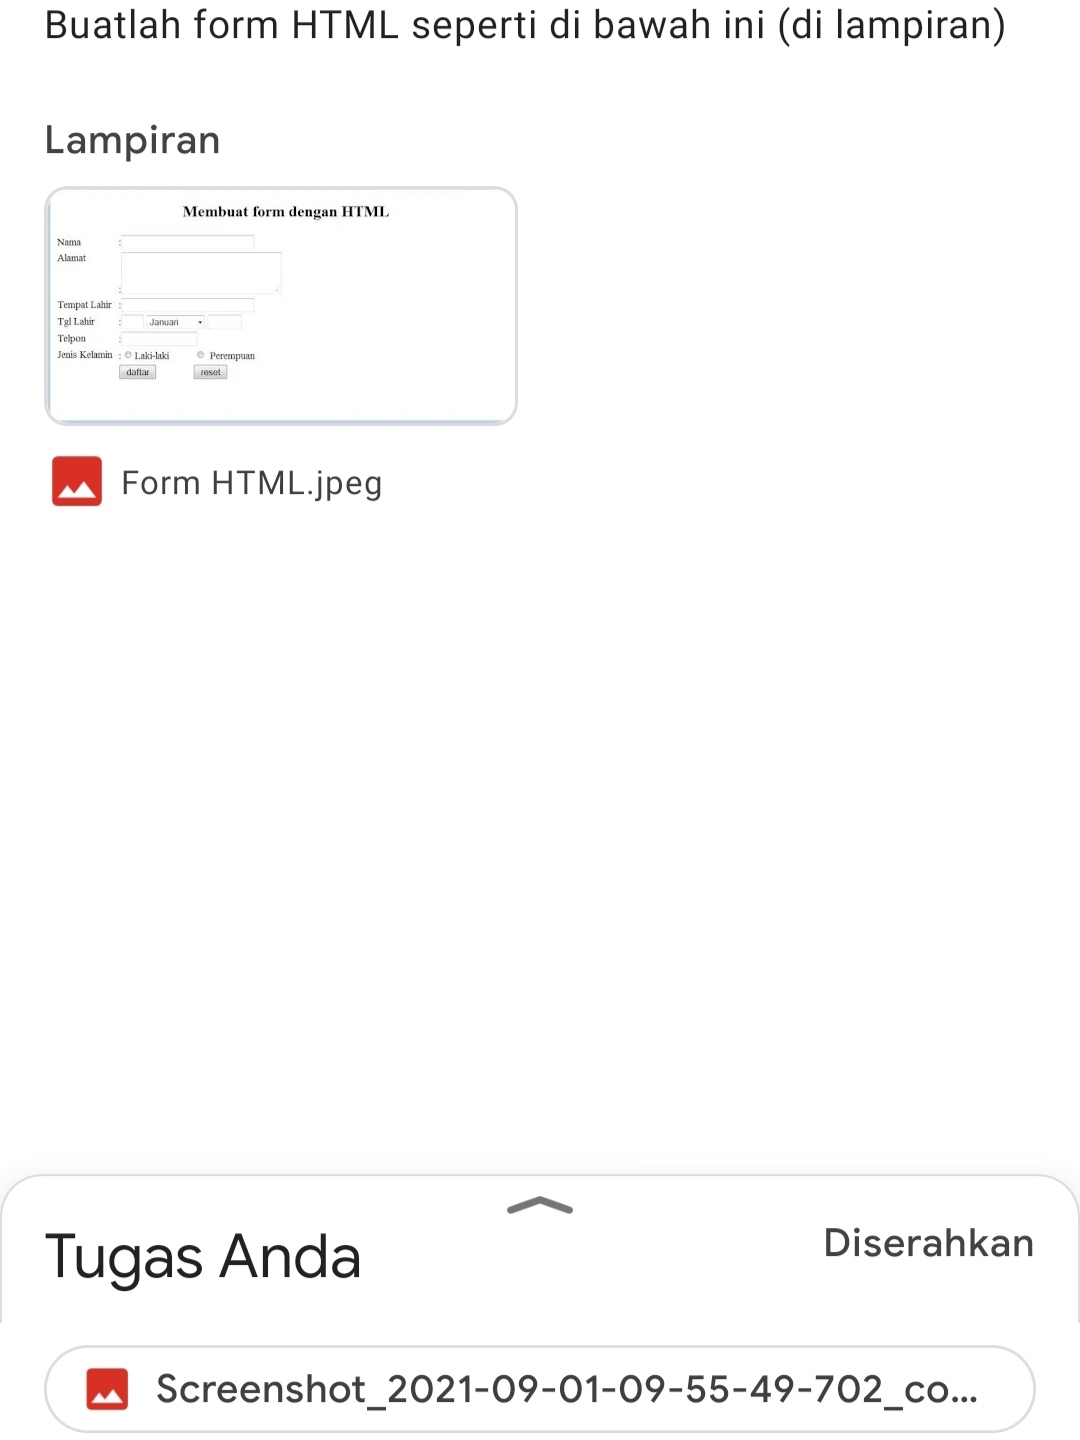 Buatlah form HTML seperti di bawah ini (di lampiran)
Lampiran
Membuat form dengan HTML
Nama :
Alamat
:
Tempat Lahir :
Tgl Lahir : Januari
Telpon :
Jenis Kelamin : Laki-laki Perempuan
daftar reset
Form HTML.jpeg
Tugas Anda
Diserahkan
Screenshot_2021-09-01-09-55-49-702_co...